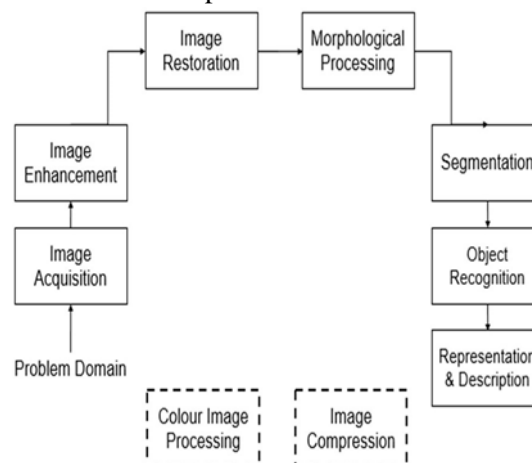 Image
Restoration
Morphological
Processing
Image
Enhancement
Segmentation
Image
Acquisition
Object
Recognition
Problem Domain
Representation
& Description
Colour Image
Processing
Image
Compression